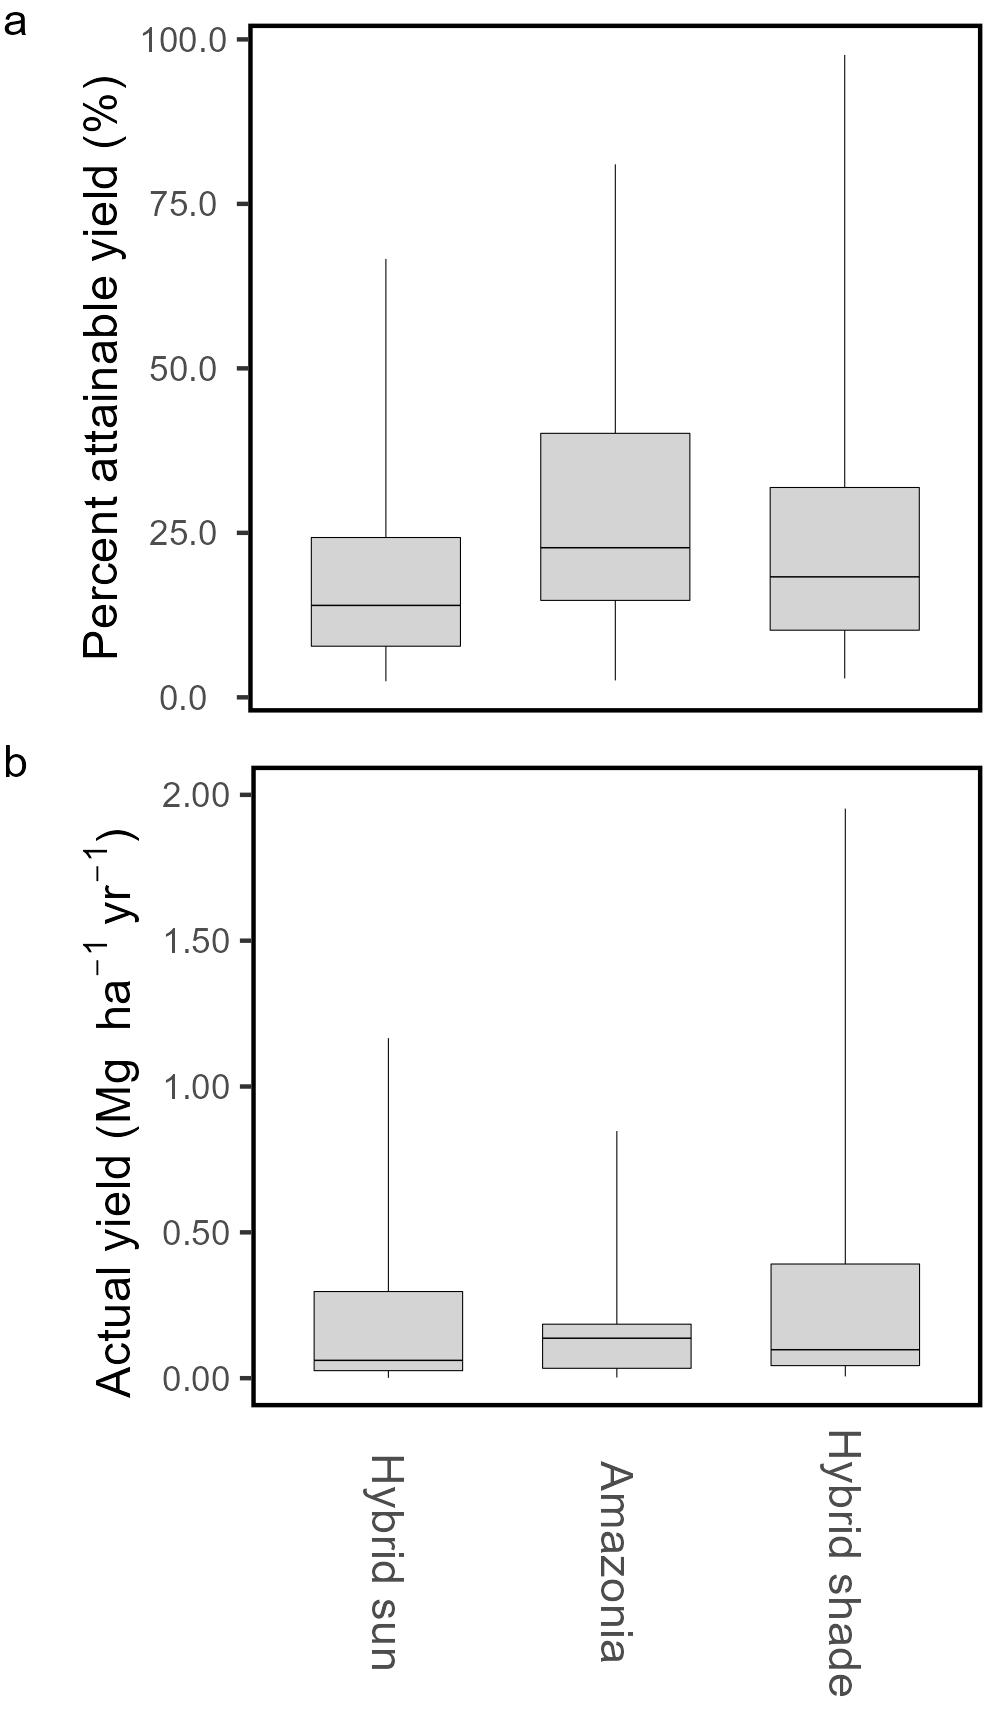 a
Percent attainable yield (%)
100.0
75.0
50.0
25.0
0.0
b
Actual yield (Mg ha⁻¹ yr⁻¹)
2.00
1.50
1.00
0.50
0.00
Hybrid sun
Amazonia
Hybrid shade